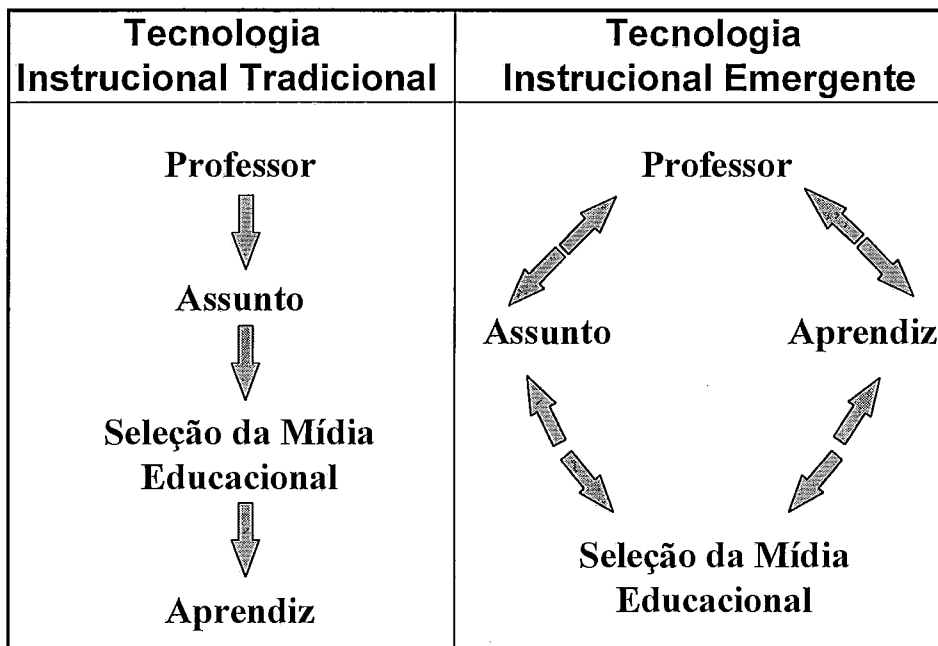 Tecnologia
Instrucional Tradicional
Professor
Assunto
Seleção da Mídia
Educacional
Aprendiz
Tecnologia
Instrucional Emergente
Professor
Assunto
Aprendiz
Seleção da Mídia
Educacional